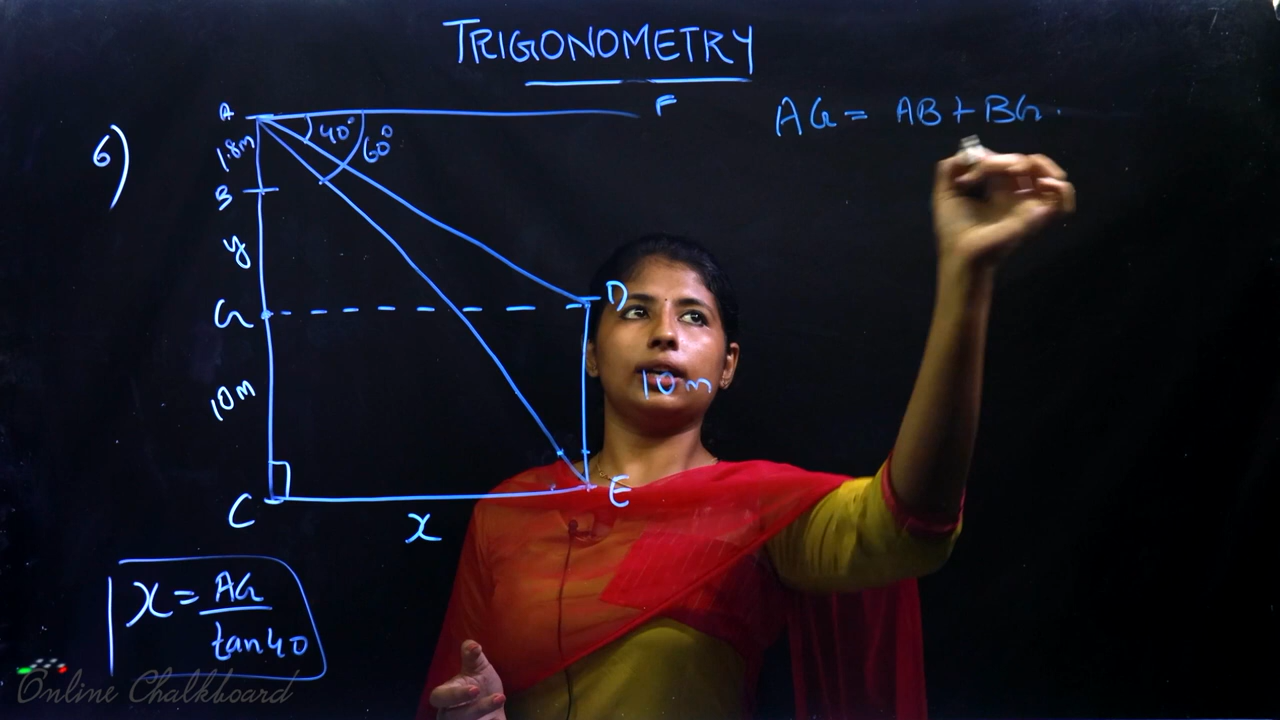 TRIGONOMETRY
6)
A
F
40°
60°
1.8m
B
y
G
D
10m
10m
C
E
x
x = AG
tan40
AG = AB + BG.
Online Chalkboard